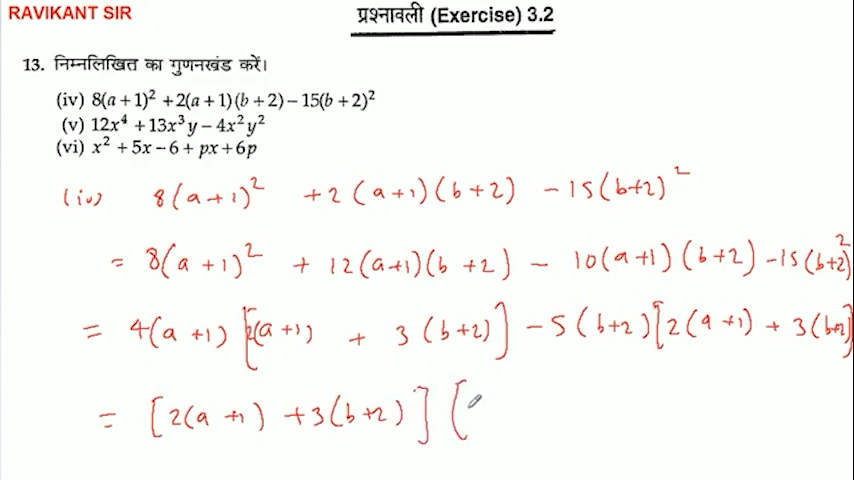 RAVIKANT SIR
प्रश्नावली (Exercise) 3.2
13. निम्नलिखित का गुणनखंड करें।
(iv) 8(a+1)² +2(a+1)(b+2)−15(b+2)²
(v) 12x⁴ +13x³y−4x²y²
(vi) x² +5x−6+px+6p
(iv) 8(a+1)² +2(a+1)(b+2) −15(b+2)²
= 8(a+1)² + 12(a+1)(b+2) − 10(a+1)(b+2) −15(b+2)²
= 4(a+1)[2(a+1) + 3(b+2)] −5(b+2)[2(a+1) + 3(b+2)]
= [2(a+1) +3(b+2)] [